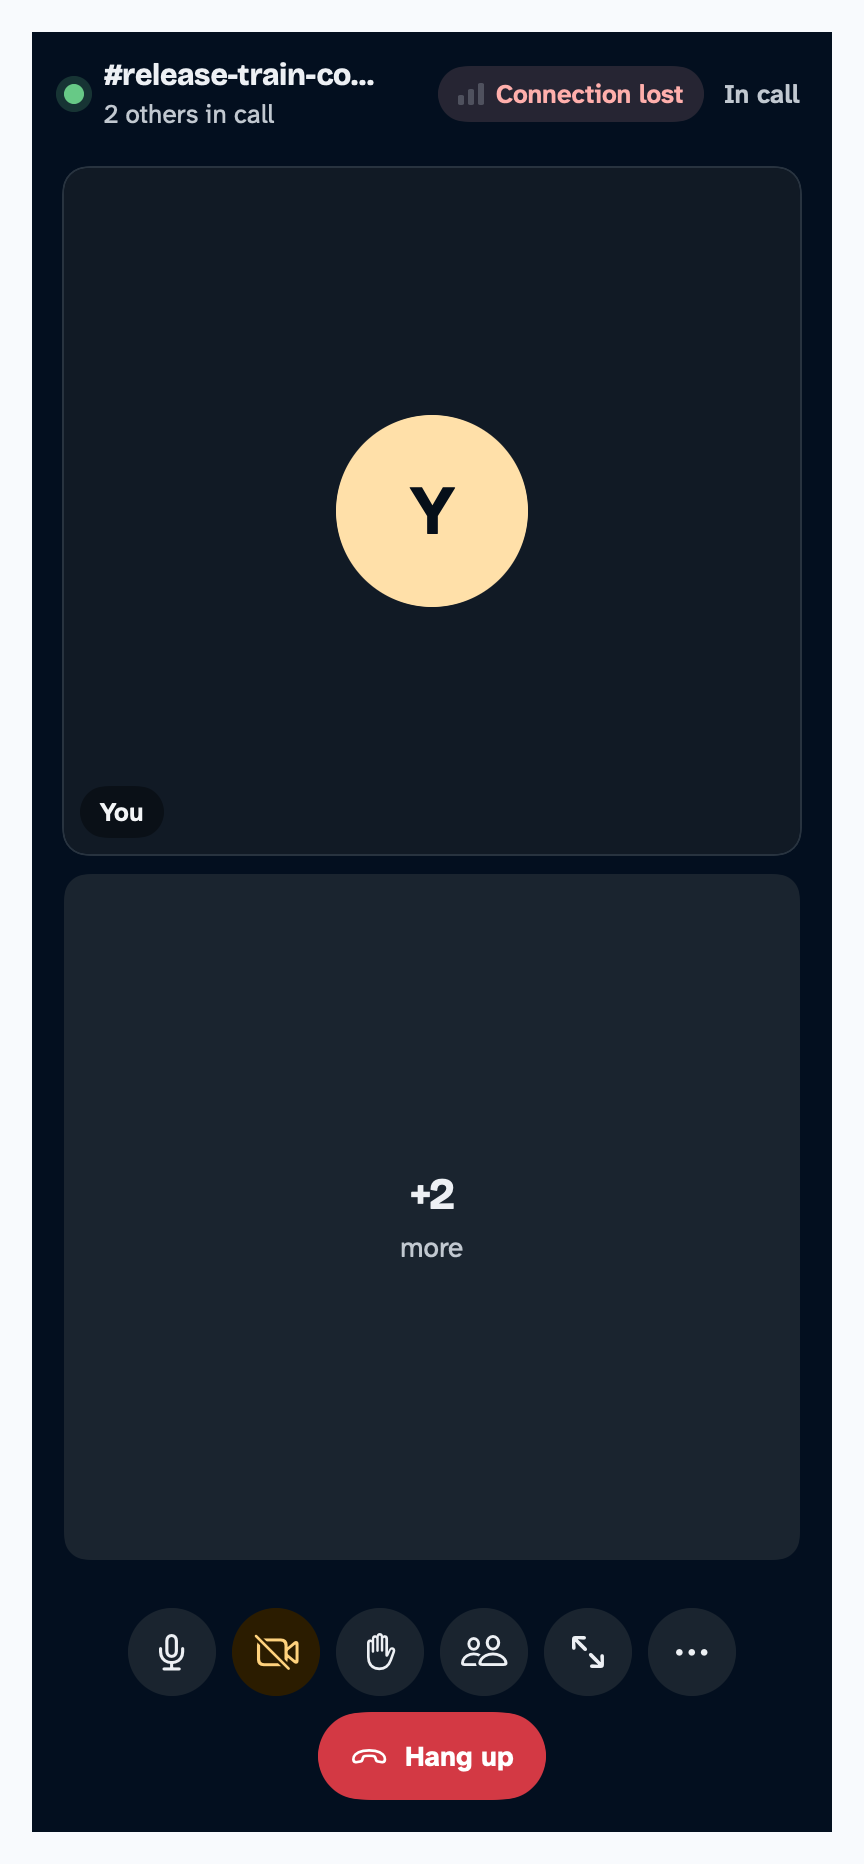 #release-train-co...
2 others in call
Connection lost
In call
Y
You
+2
more
Hang up